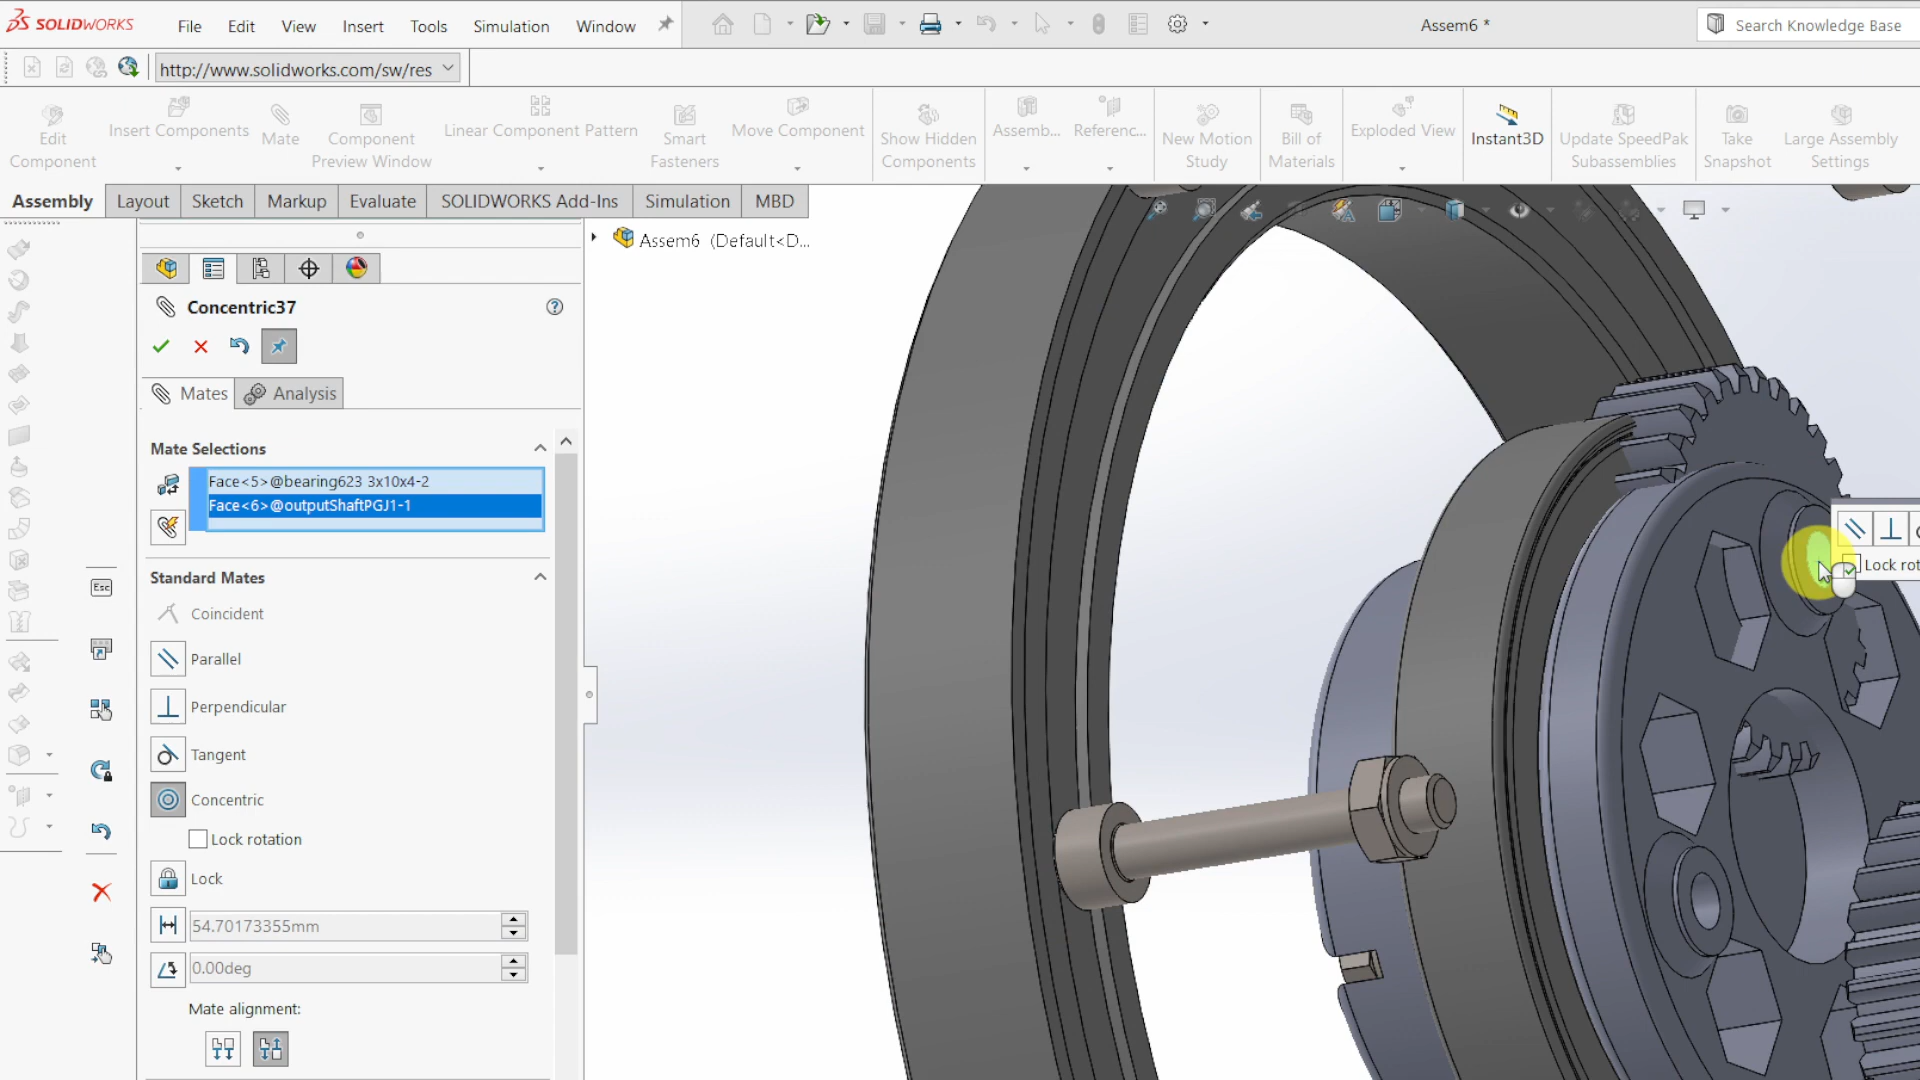 SOLIDWORKS File Edit View Insert Tools Simulation Window Assem6 * Search Knowledge Base
http://www.solidworks.com/sw/res
Edit Component
Insert Components
Mate
Component Preview Window
Linear Component Pattern
Smart Fasteners
Move Component
Show Hidden Components
Assemb...
Referenc...
New Motion Study
Bill of Materials
Exploded View
Instant3D
Update SpeedPak Subassemblies
Take Snapshot
Large Assembly Settings
Assembly Layout Sketch Markup Evaluate SOLIDWORKS Add-Ins Simulation MBD
Assem6 (Default<D...
Concentric37
Mates Analysis
Mate Selections
Face<5>@bearing623 3x10x4-2
Face<6>@outputShaftPGJ1-1
Standard Mates
Coincident
Esc
Parallel
Perpendicular
Tangent
Concentric
Lock rotation
Lock
54.70173355mm
0.00deg
Mate alignment:
Lock rot